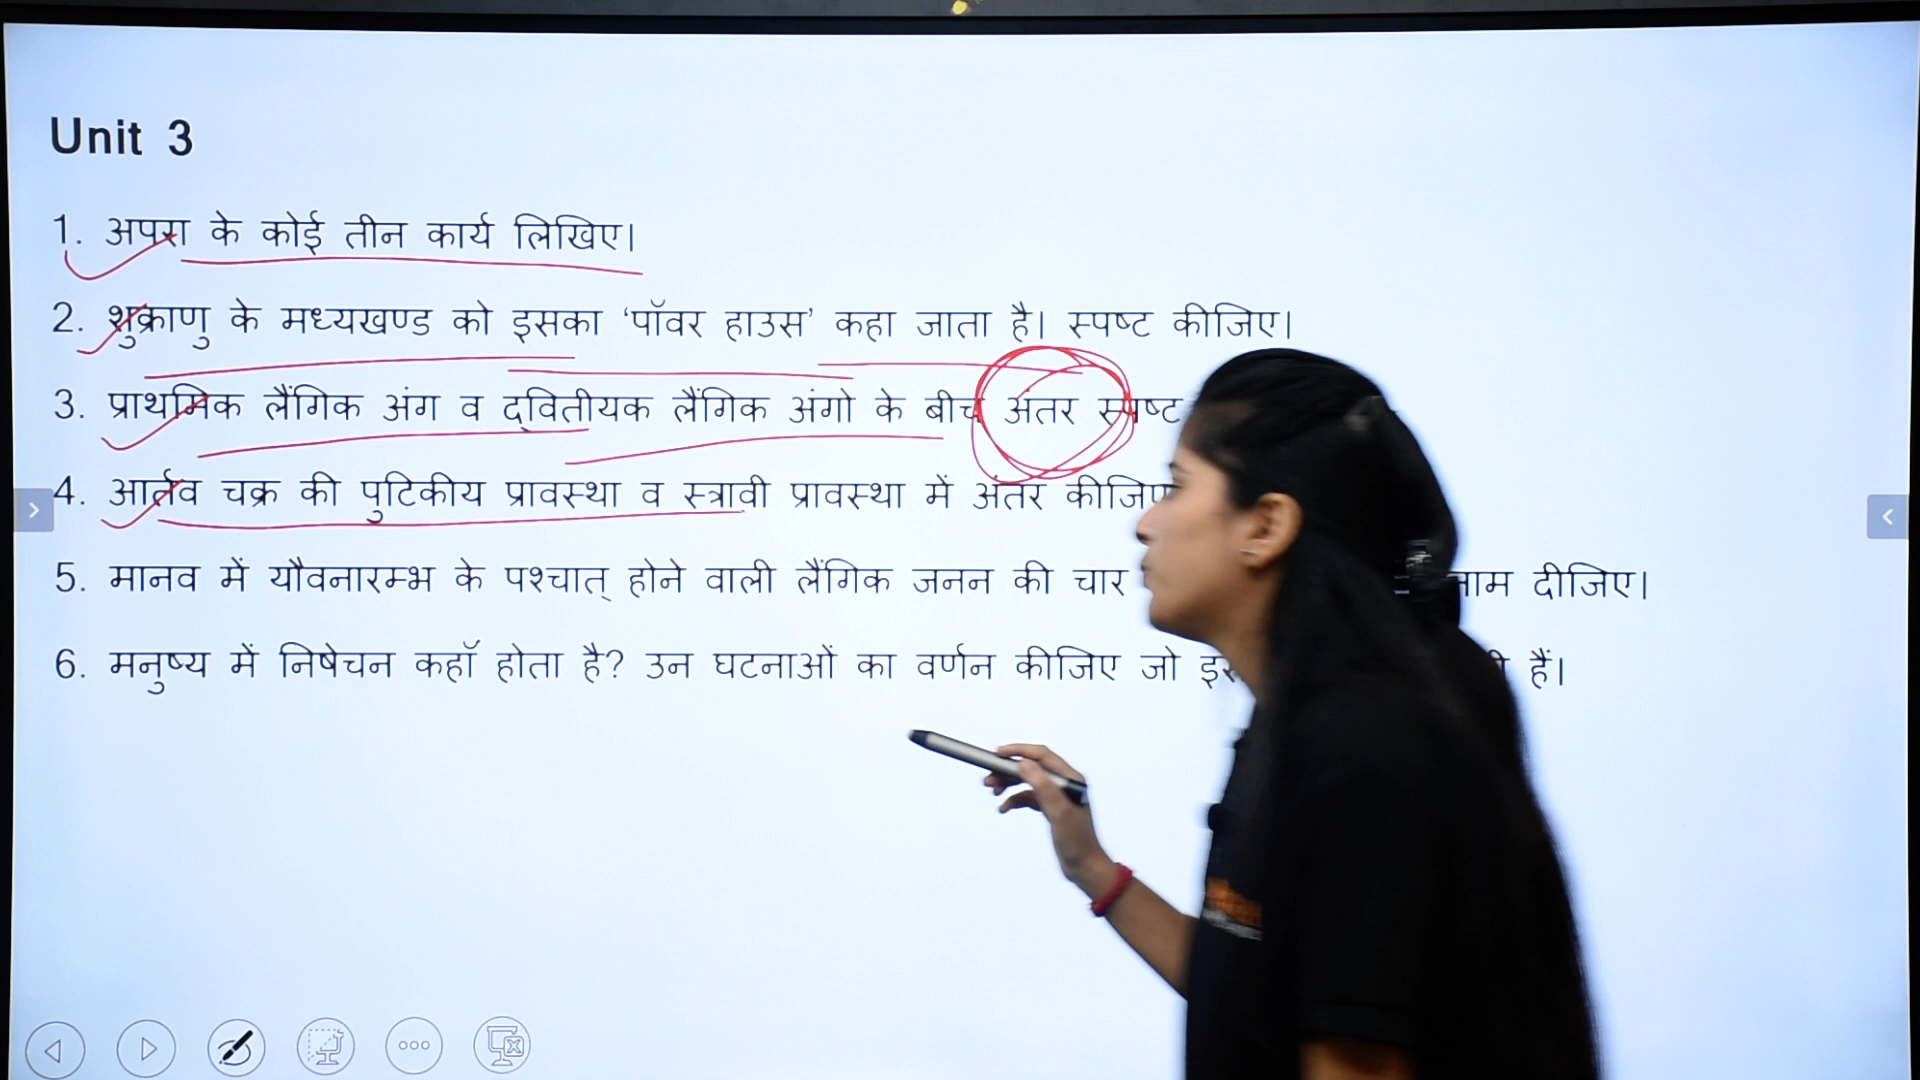 Unit 3
1. अपरा के कोई तीन कार्य लिखिए।
2. शुक्राणु के मध्यखण्ड को इसका ‘पॉवर हाउस’ कहा जाता है। स्पष्ट कीजिए।
3. प्राथमिक लैंगिक अंग व द्वितीयक लैंगिक अंगो के बीच अंतर स्पष्ट
4. आर्तव चक्र की पुटिकीय प्रावस्था व स्त्रावी प्रावस्था में अंतर कीजिए
5. मानव में यौवनारम्भ के पश्चात् होने वाली लैंगिक जनन की चार नाम दीजिए।
6. मनुष्य में निषेचन कहॉ होता है? उन घटनाओं का वर्णन कीजिए जो हैं।